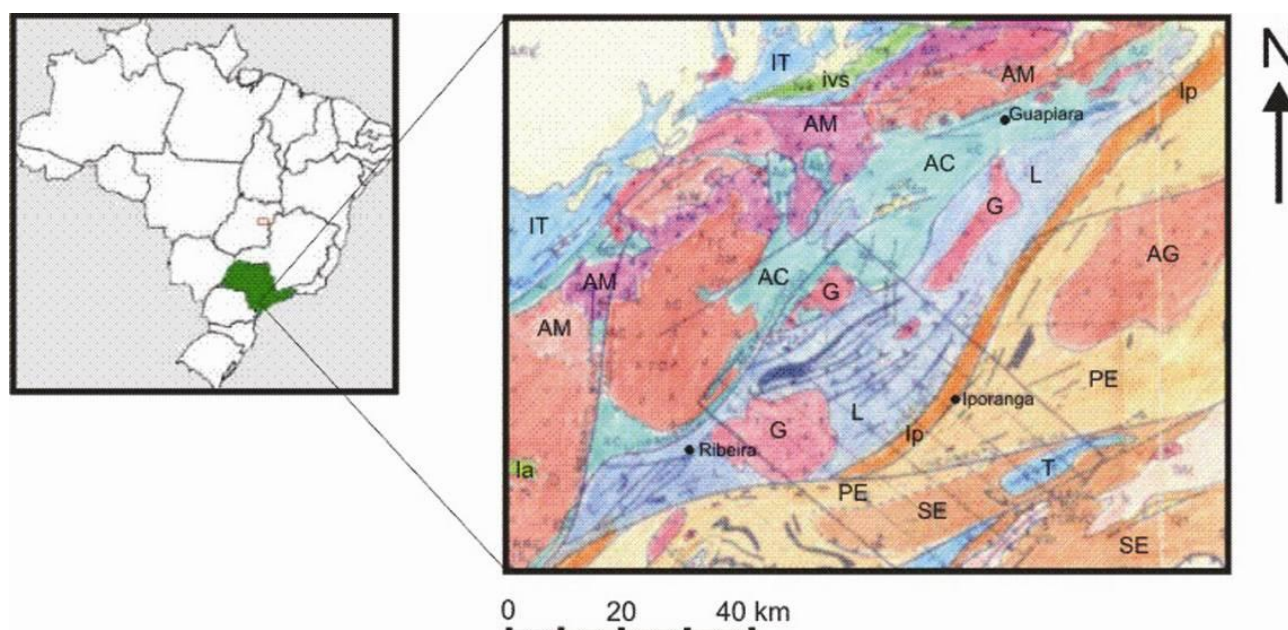 N
IT
ivs
AM
Ip
Guapiara
AM
AC
L
G
IT
AG
AM
AC
G
AM
PE
Iporanga
L
G
Ip
Ribeira
Ia
T
PE
SE
SE
0 20 40 km